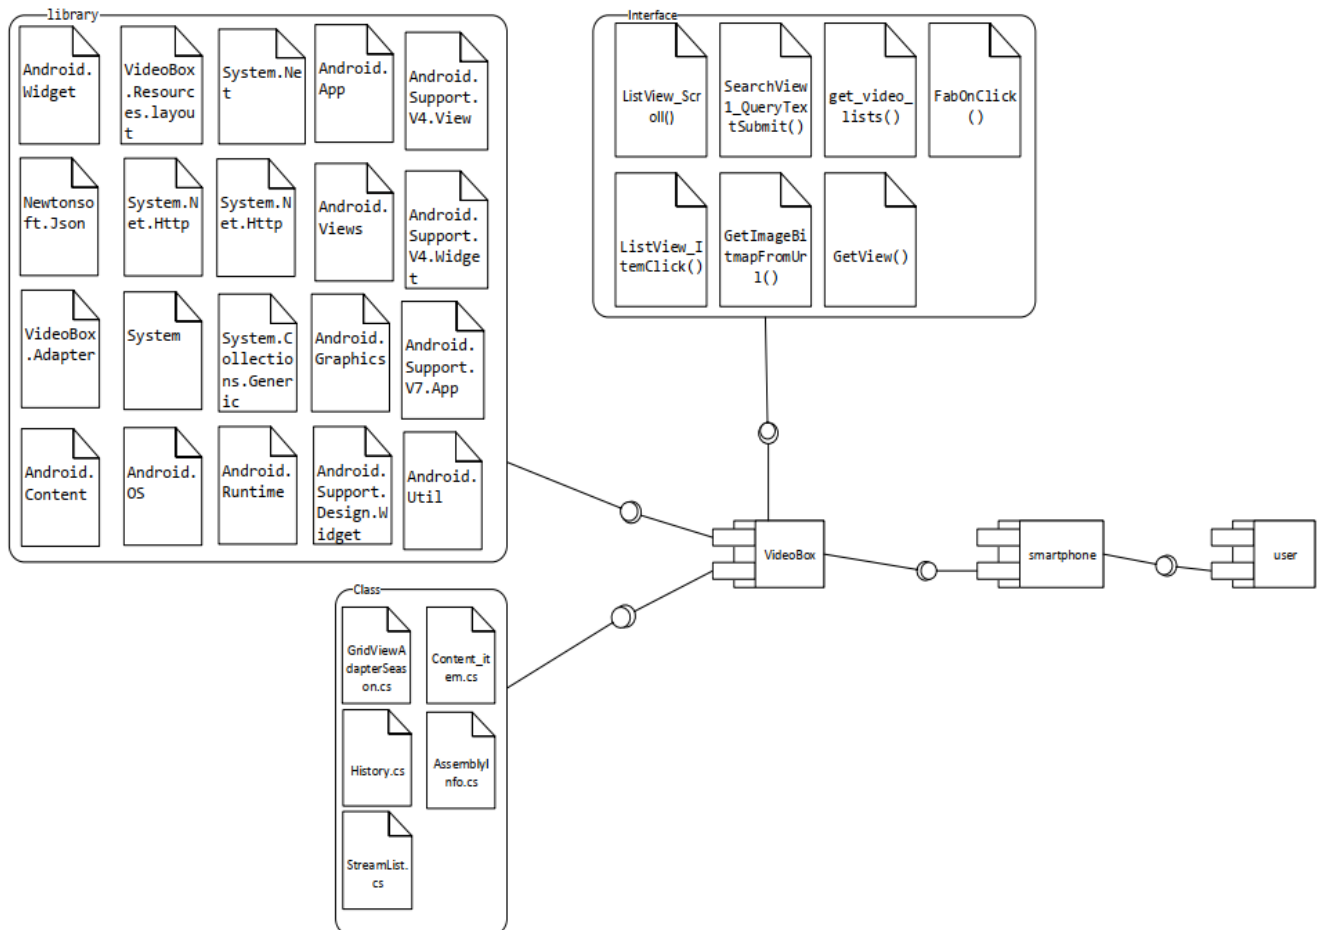 library
Android.
Widget
VideoBox
.Resourc
es.layou
t
System.Ne
t
Android.
App
Android.
Support.
V4.View
Newtonso
ft.Json
System.N
et.Http
System.N
et.Http
Android.
Views
Android.
Support.
V4.Widge
t
VideoBox
.Adapter
System
System.C
ollectio
ns.Gener
ic
Android.
Graphics
Android.
Support.
V7.App
Android.
Content
Android.
OS
Android.
Runtime
Android.
Support.
Design.W
idget
Android.
Util
Interface
ListView_Scr
oll()
SearchView
1_QueryTex
tSubmit()
get_video_
lists()
FabOnClick
()
ListView_I
temClick()
GetImageBi
tmapFromUr
l()
GetView()
VideoBox
smartphone
user
Class
GridViewA
dapterSeas
on.cs
Content_it
em.cs
History.cs
AssemblyI
nfo.cs
StreamList.
cs